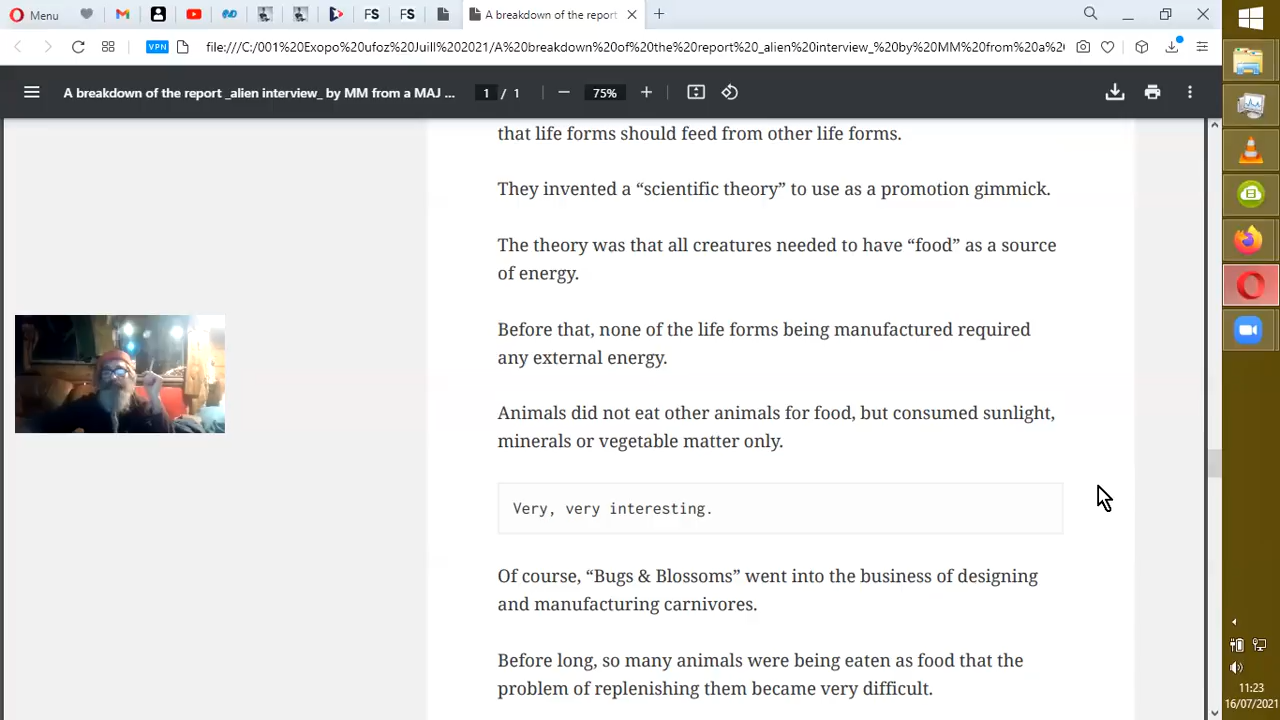 Menu
FS
FS
A breakdown of the report
VPN
file:///C:/001%20Exopo%20ufoz%20Juill%202021/A%20breakdown%20of%20the%20report%20_alien%20interview_%20by%20MM%20from%20a%20
A breakdown of the report _alien interview_ by MM from a MAJ ...
1 / 1
75%
that life forms should feed from other life forms.
They invented a “scientific theory” to use as a promotion gimmick.
The theory was that all creatures needed to have “food” as a source
of energy.
Before that, none of the life forms being manufactured required
any external energy.
Animals did not eat other animals for food, but consumed sunlight,
minerals or vegetable matter only.
Very, very interesting.
Of course, “Bugs & Blossoms” went into the business of designing
and manufacturing carnivores.
Before long, so many animals were being eaten as food that the
problem of replenishing them became very difficult.
11:23
16/07/2021